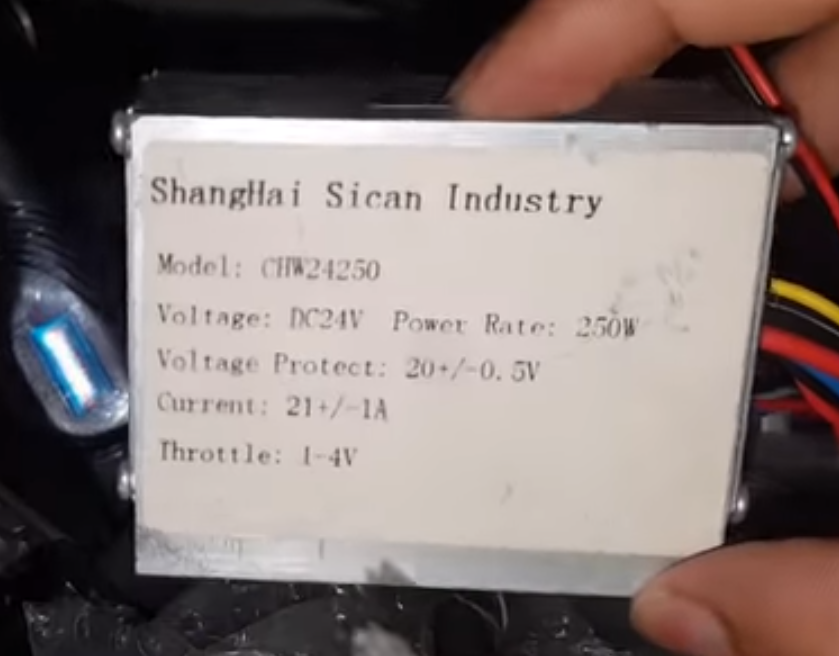 ShangHai Sican Industry
Model: CHW24250
Voltage: DC24V Power Rate: 250W
Voltage Protect: 20+/-0.5V
Current: 21+/-1A
Throttle: 1-4V